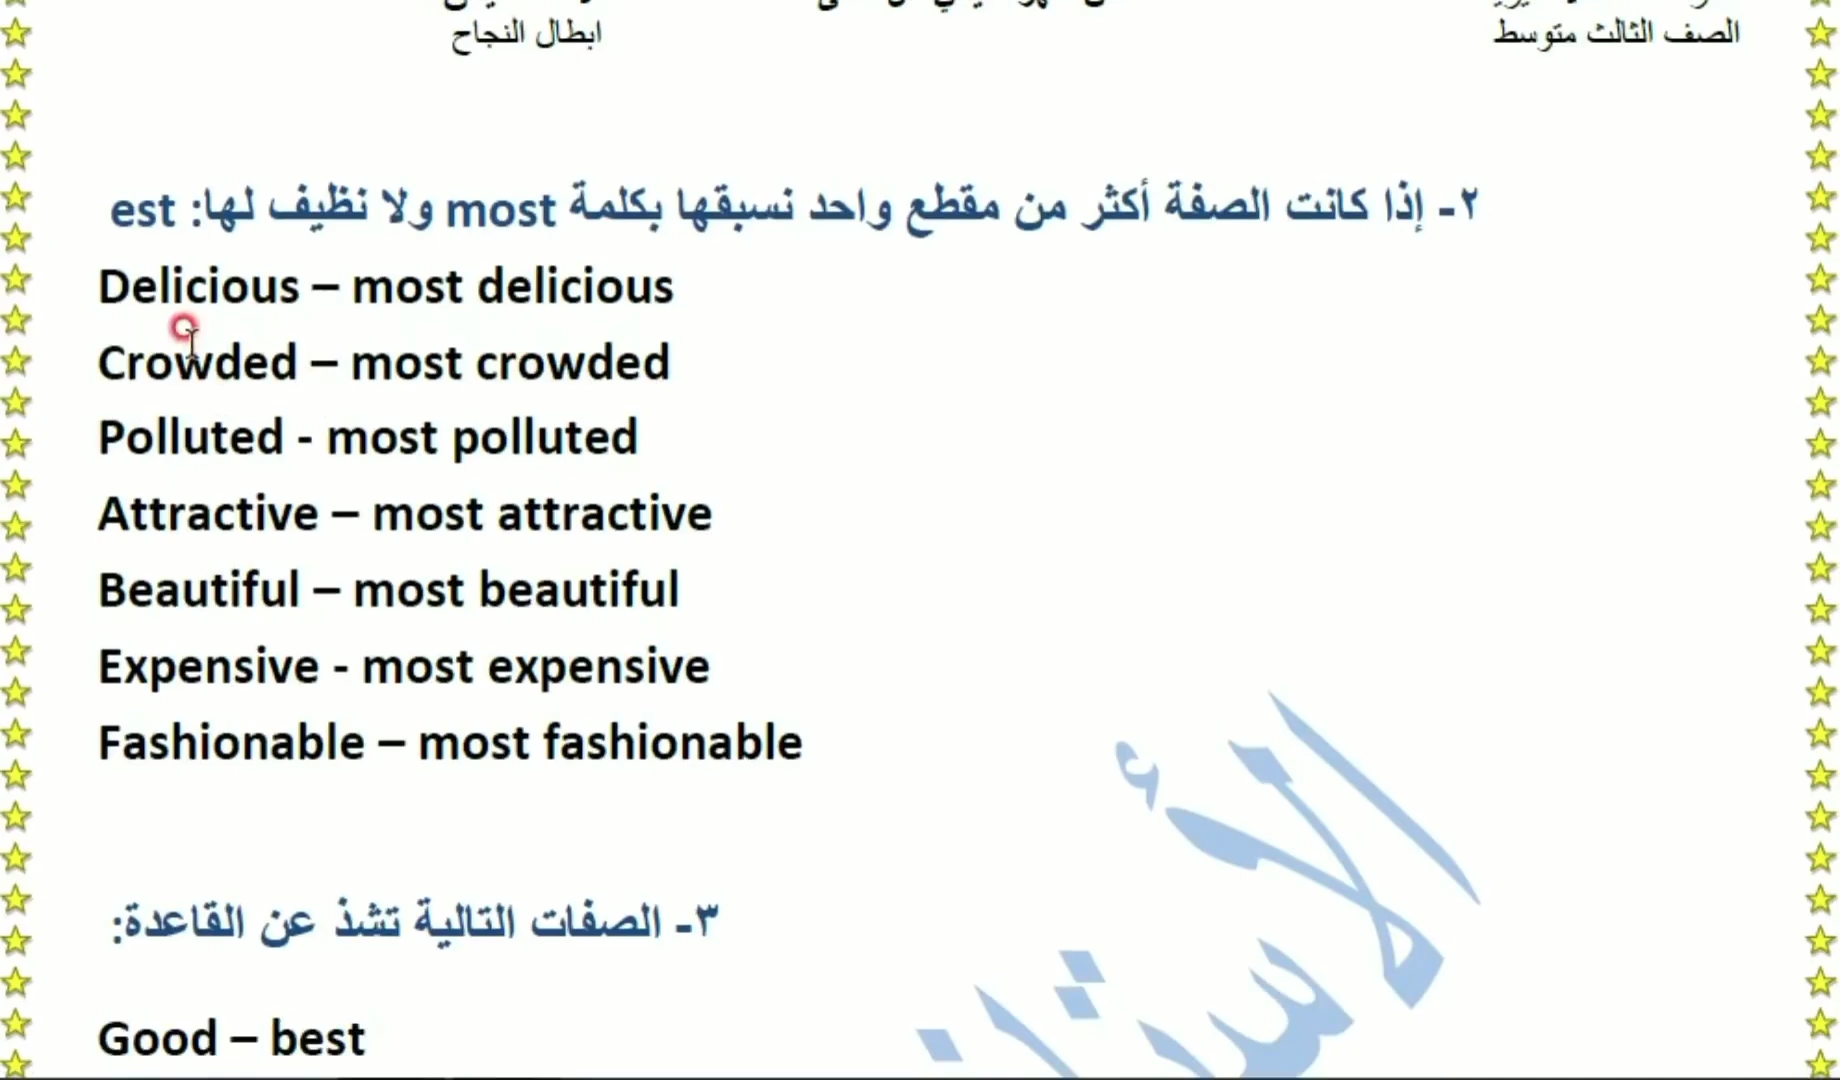 الصف الثالث متوسط
ابطال النجاح
٢- إذا كانت الصفة أكثر من مقطع واحد نسبقها بكلمة most ولا نظيف لها: est
Delicious – most delicious
Crowded – most crowded
Polluted - most polluted
Attractive – most attractive
Beautiful – most beautiful
Expensive - most expensive
Fashionable – most fashionable
٣- الصفات التالية تشذ عن القاعدة:
Good – best